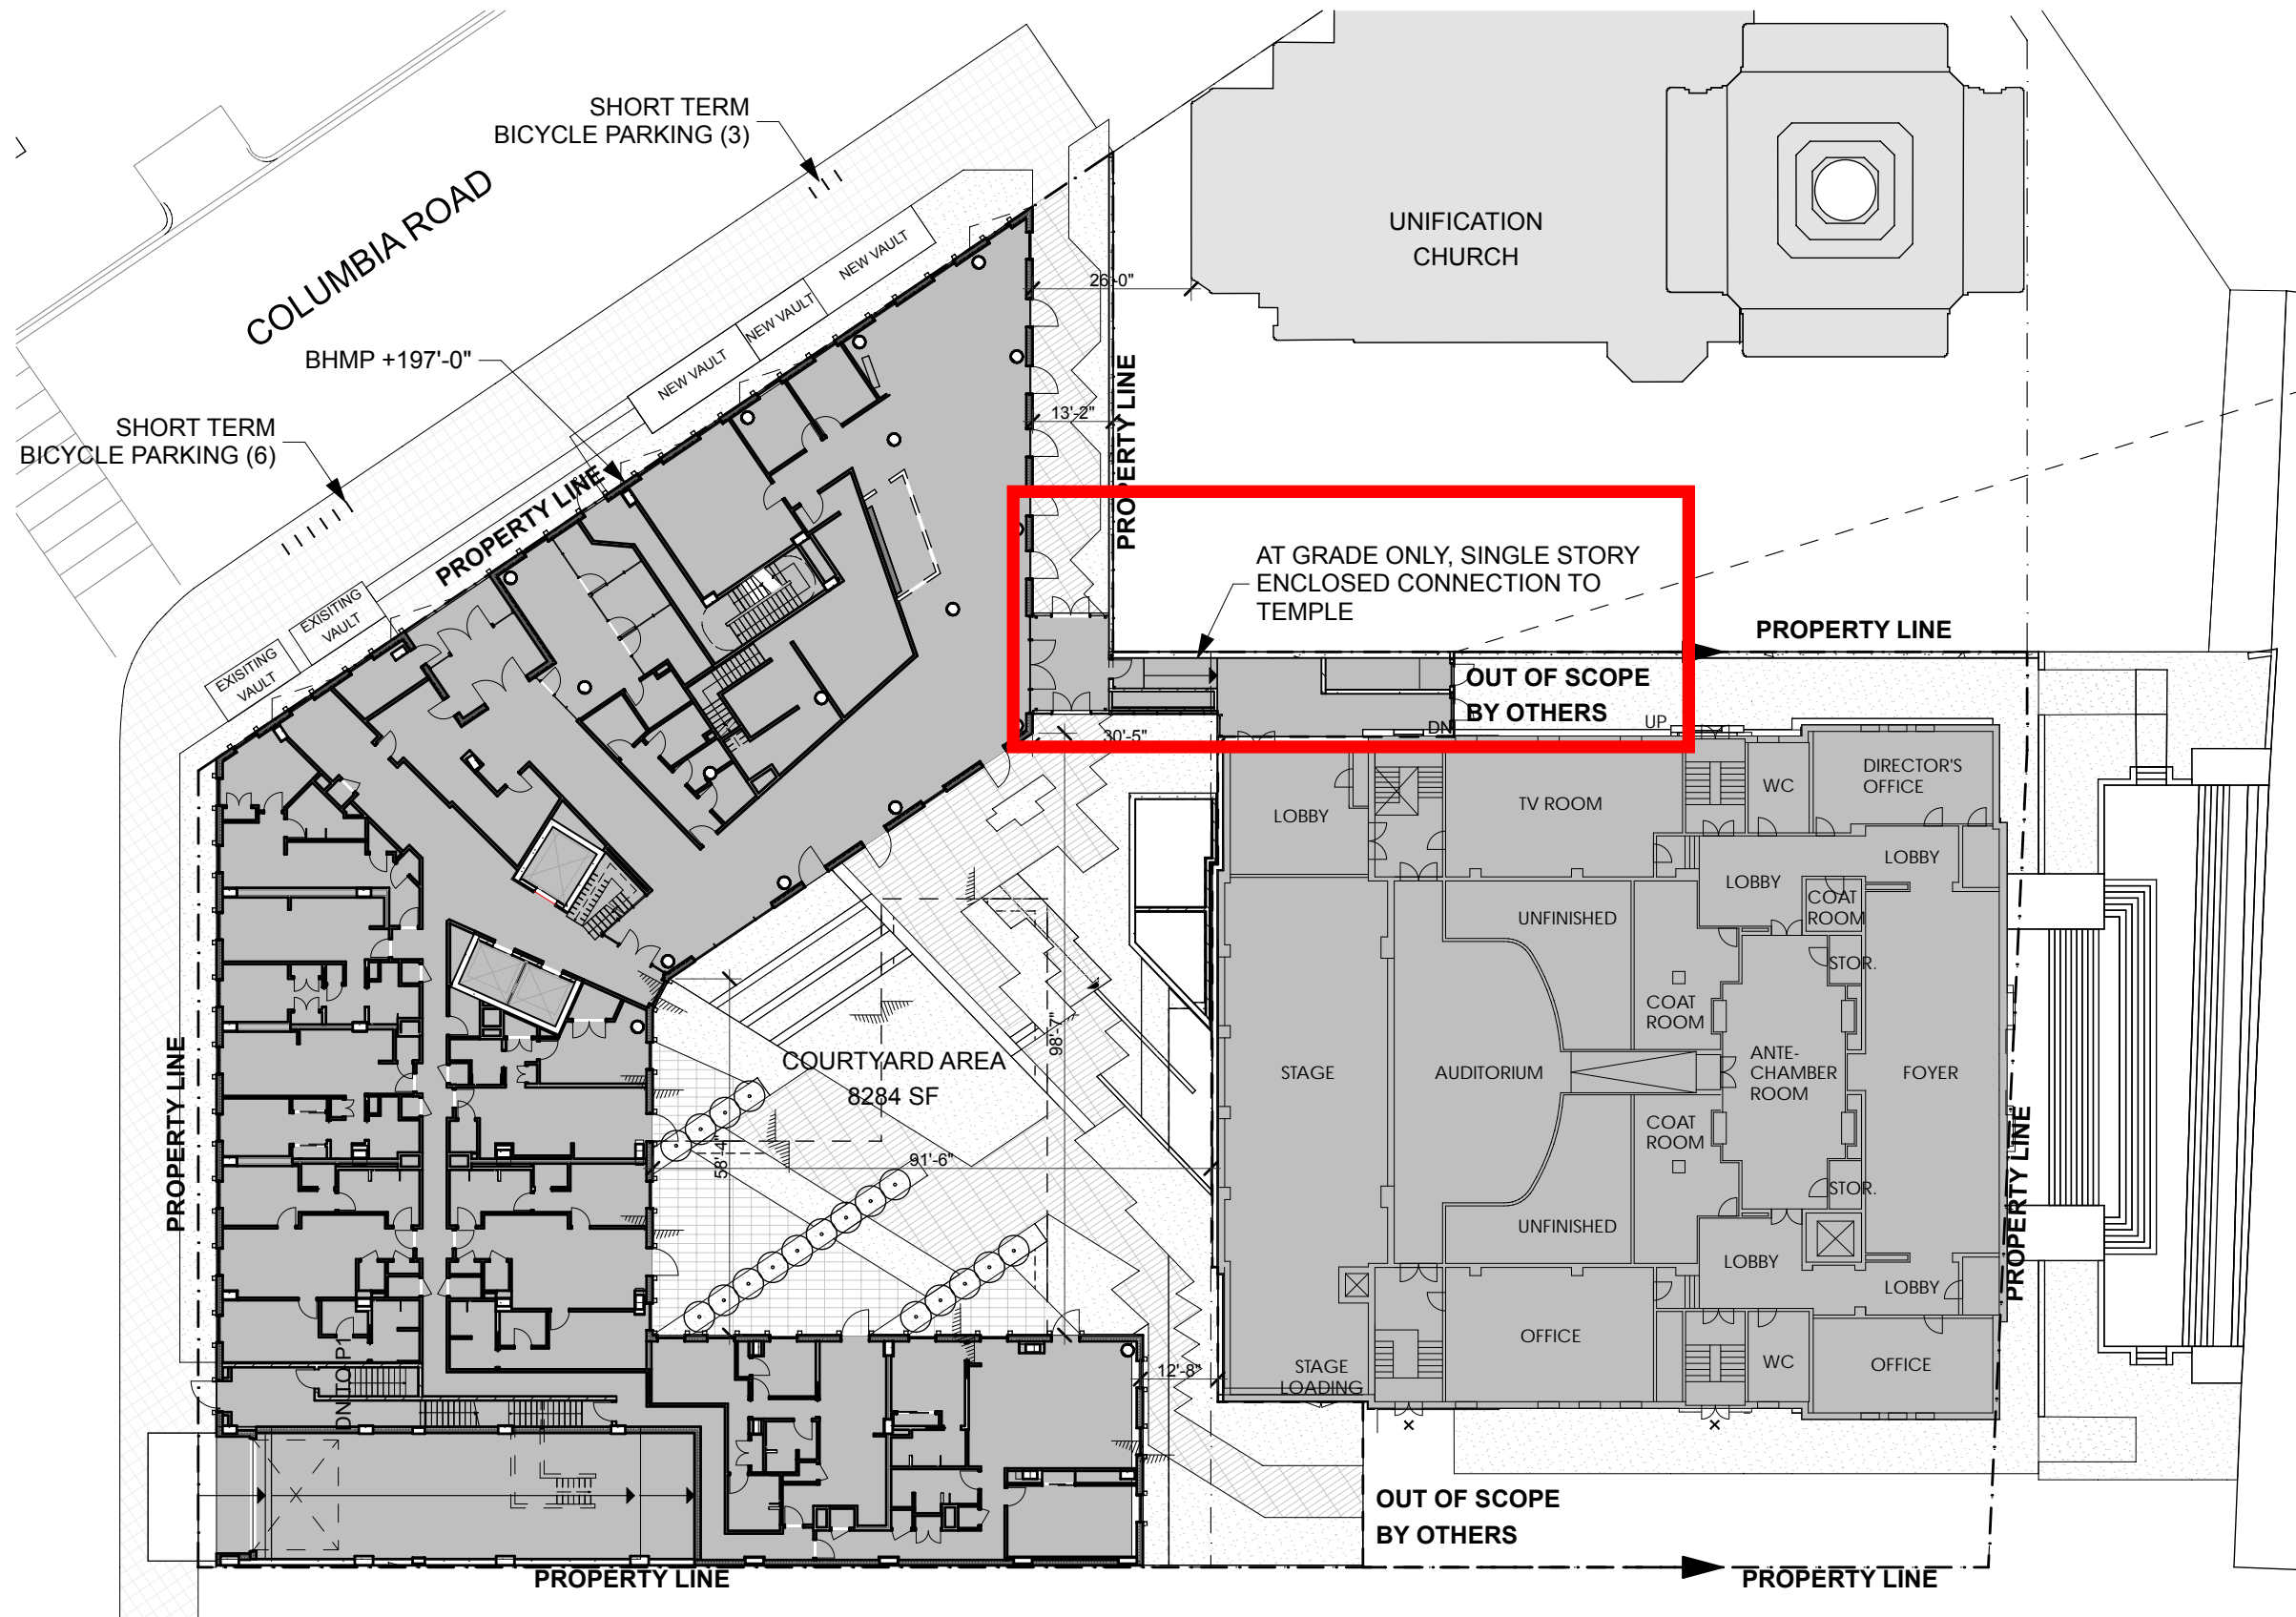 SHORT TERM
BICYCLE PARKING (3)
COLUMBIA ROAD
UNIFICATION
CHURCH
NEW VAULT
NEW VAULT
NEW VAULT
26'-0"
BHMP +197'-0"
13'-2"
PROPERTY LINE
SHORT TERM
BICYCLE PARKING (6)
PROPERTY LINE
AT GRADE ONLY, SINGLE STORY
ENCLOSED CONNECTION TO
TEMPLE
EXISITING
VAULT
EXISITING
VAULT
PROPERTY LINE
OUT OF SCOPE
BY OTHERS
DN
UP
30'-5"
LOBBY
TV ROOM
WC
DIRECTOR'S
OFFICE
LOBBY
LOBBY
COAT
ROOM
UNFINISHED
STOR.
COAT
ROOM
98'-7"
COURTYARD AREA
8284 SF
STAGE
AUDITORIUM
ANTE-
CHAMBER
ROOM
FOYER
PROPERTY LINE
COAT
ROOM
58'-4"
91'-6"
STOR.
UNFINISHED
PROPERTY LINE
LOBBY
LOBBY
OFFICE
WC
OFFICE
STAGE
LOADING
12'-8"
DN TO P1
OUT OF SCOPE
BY OTHERS
PROPERTY LINE
PROPERTY LINE